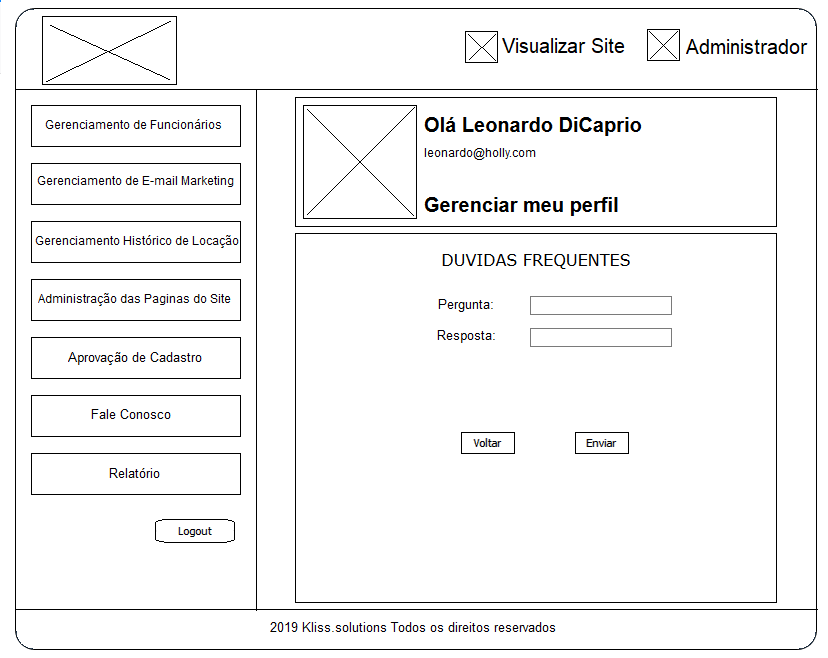 Visualizar Site
Administrador
Gerenciamento de Funcionários
Gerenciamento de E-mail Marketing
Gerenciamento Histórico de Locação
Administração das Paginas do Site
Aprovação de Cadastro
Fale Conosco
Relatório
Logout
Olá Leonardo DiCaprio
leonardo@holly.com
Gerenciar meu perfil
DUVIDAS FREQUENTES
Pergunta:
Resposta:
Voltar
Enviar
2019 Kliss.solutions Todos os direitos reservados